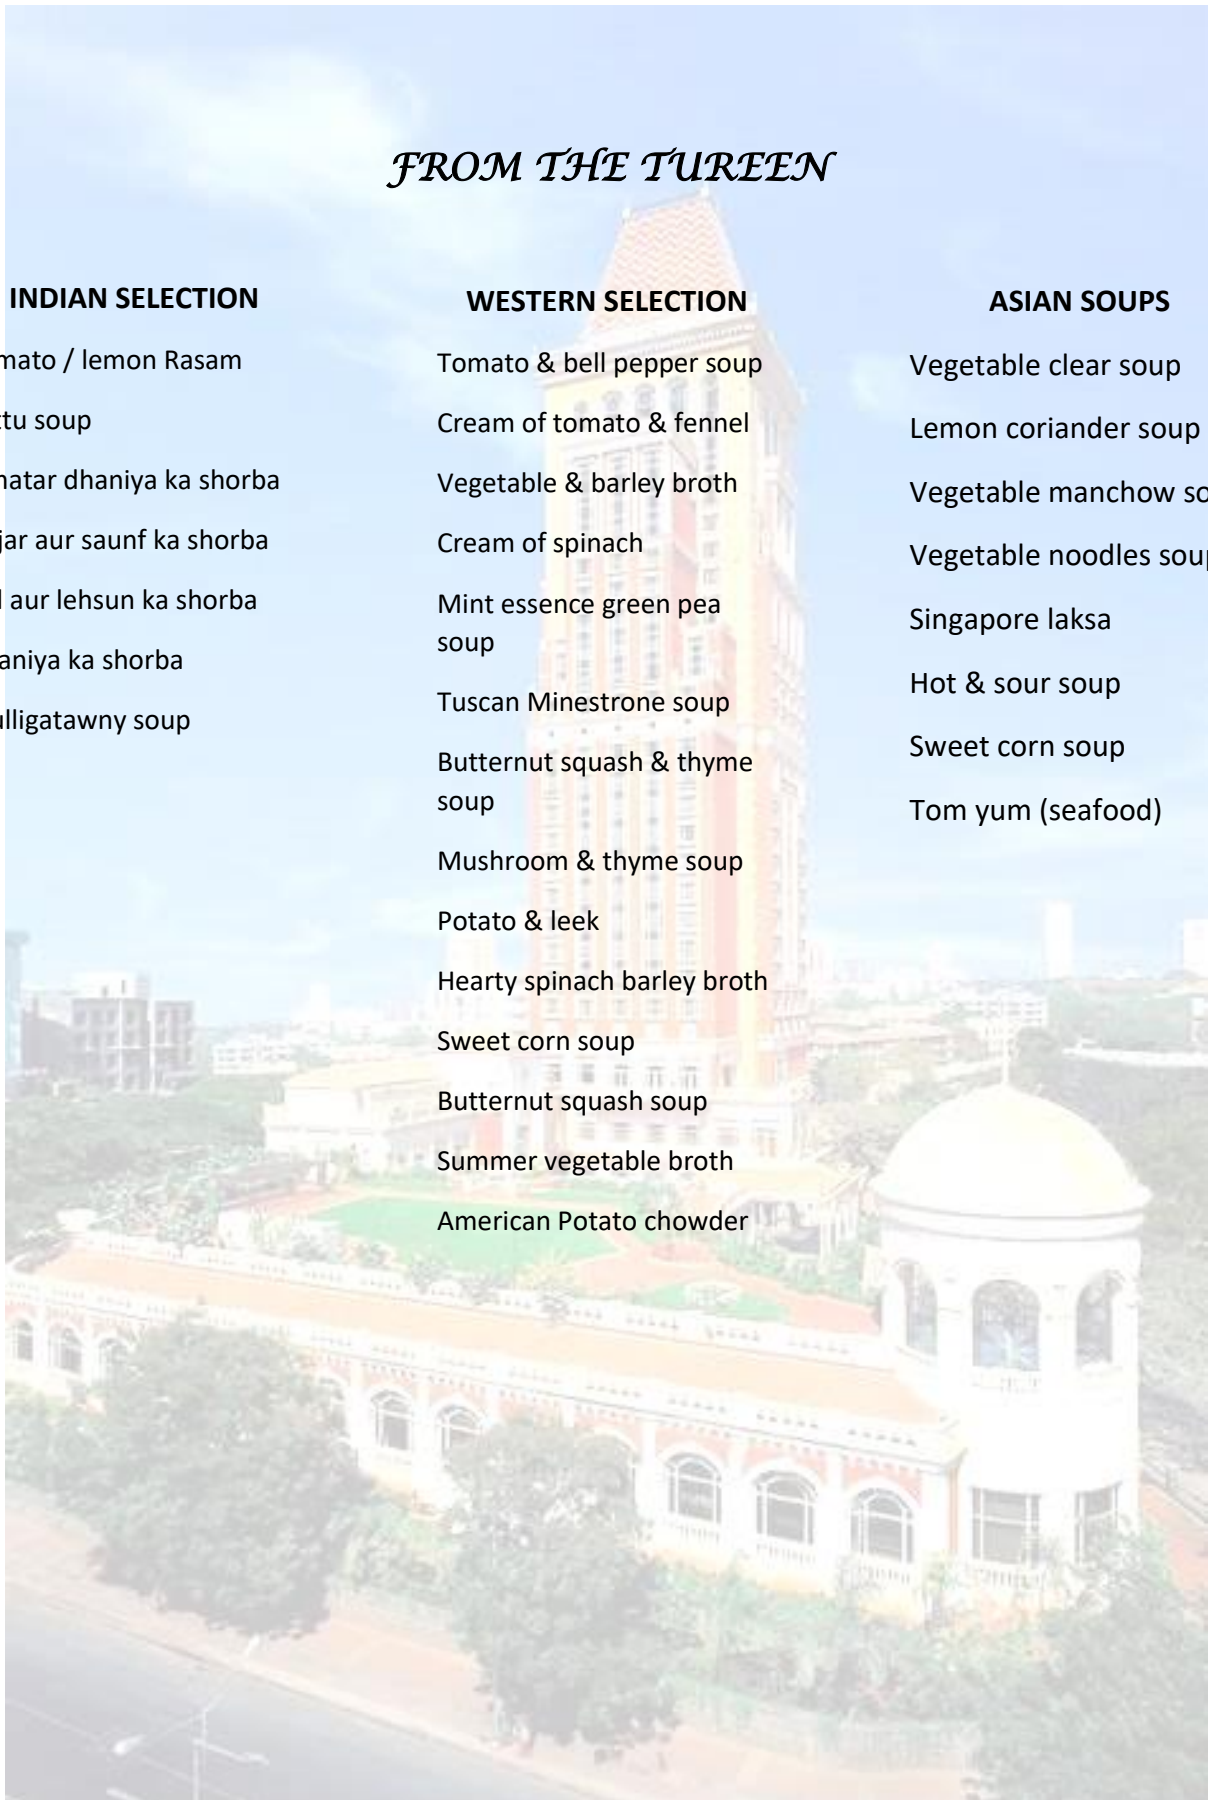 FROM THE TUREEN
INDIAN SELECTION
mato / lemon Rasam
tu soup
atar dhaniya ka shorba
jar aur saunf ka shorba
aur lehsun ka shorba
aniya ka shorba
lligatawny soup
WESTERN SELECTION
Tomato & bell pepper soup
Cream of tomato & fennel
Vegetable & barley broth
Cream of spinach
Mint essence green pea
soup
Tuscan Minestrone soup
Butternut squash & thyme
soup
Mushroom & thyme soup
Potato & leek
Hearty spinach barley broth
Sweet corn soup
Butternut squash soup
Summer vegetable broth
American Potato chowder
ASIAN SOUPS
Vegetable clear soup
Lemon coriander soup
Vegetable manchow so
Vegetable noodles soup
Singapore laksa
Hot & sour soup
Sweet corn soup
Tom yum (seafood)